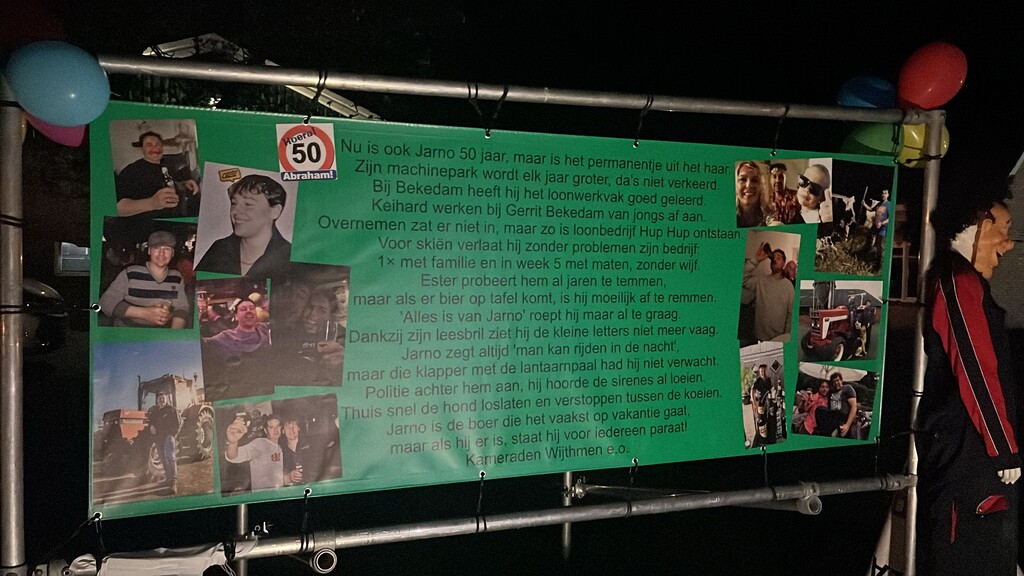 Hoera!
50
Abraham!
Nu is ook Jarno 50 jaar, maar is het permanentje uit het haar.
Zijn machinepark wordt elk jaar groter, da's niet verkeerd.
Bij Bekedam heeft hij het loonwerkvak goed geleerd.
Keihard werken bij Gerrit Bekedam van jongs af aan.
Overnemen zat er niet in, maar zo is loonbedrijf Hup Hup ontstaan.
Voor skiën verlaat hij zonder problemen zijn bedrijf:
1× met familie en in week 5 met maten, zonder wijf.
Ester probeert hem al jaren te temmen,
maar als er bier op tafel komt, is hij moeilijk af te remmen.
'Alles is van Jarno' roept hij maar al te graag.
Dankzij zijn leesbril ziet hij de kleine letters niet meer vaag.
Jarno zegt altijd 'man kan rijden in de nacht',
maar die klapper met de lantaarnpaal had hij niet verwacht.
Politie achter hem aan, hij hoorde de sirenes al loeien.
Thuis snel de hond loslaten en verstoppen tussen de koeien.
Jarno is de boer die het vaakst op vakantie gaat,
maar als hij er is, staat hij voor iedereen paraat!
Kameraden Wijthmen e.o.